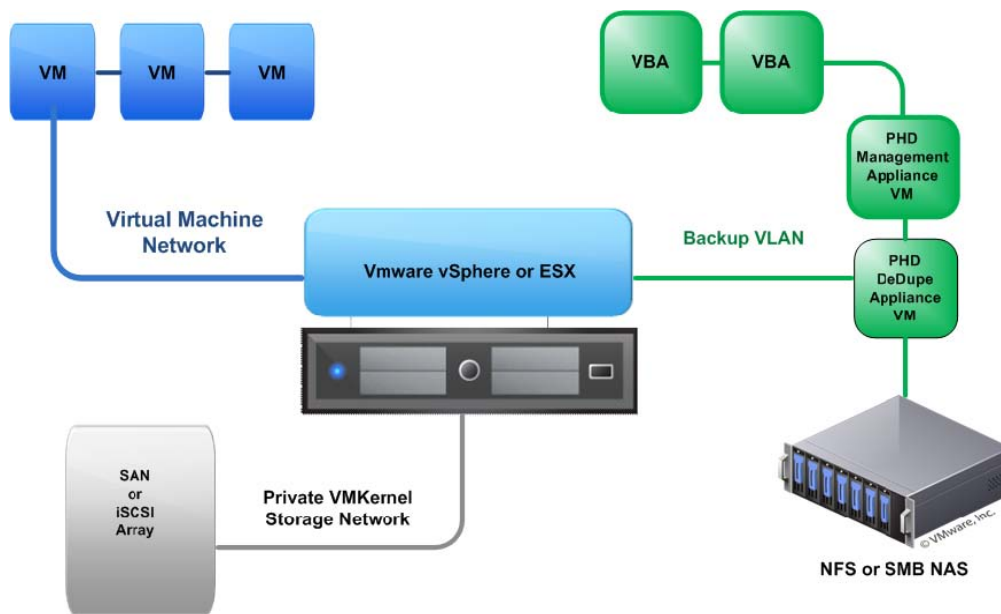 VM
VM
VM
VBA
VBA
PHD
Management
Appliance
VM
Virtual Machine
Network
Vmware vSphere or ESX
Backup VLAN
PHD
DeDupe
Appliance
VM
SAN
or
iSCSI
Array
Private VMKernel
Storage Network
© VMware, Inc.
NFS or SMB NAS